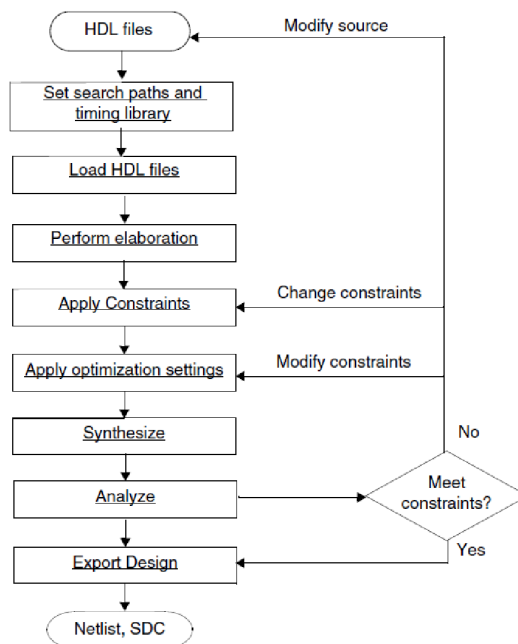 HDL files
Modify source
Set search paths and
timing library
Load HDL files
Perform elaboration
Apply Constraints
Change constraints
Apply optimization settings
Modify constraints
Synthesize
No
Analyze
Meet
constraints?
Export Design
Yes
Netlist, SDC